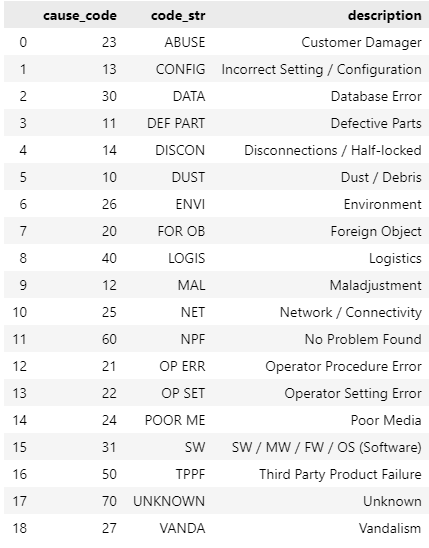 cause_code code_str description
0 23 ABUSE Customer Damager
1 13 CONFIG Incorrect Setting / Configuration
2 30 DATA Database Error
3 11 DEF PART Defective Parts
4 14 DISCON Disconnections / Half-locked
5 10 DUST Dust / Debris
6 26 ENVI Environment
7 20 FOR OB Foreign Object
8 40 LOGIS Logistics
9 12 MAL Maladjustment
10 25 NET Network / Connectivity
11 60 NPF No Problem Found
12 21 OP ERR Operator Procedure Error
13 22 OP SET Operator Setting Error
14 24 POOR ME Poor Media
15 31 SW SW / MW / FW / OS (Software)
16 50 TPPF Third Party Product Failure
17 70 UNKNOWN Unknown
18 27 VANDA Vandalism